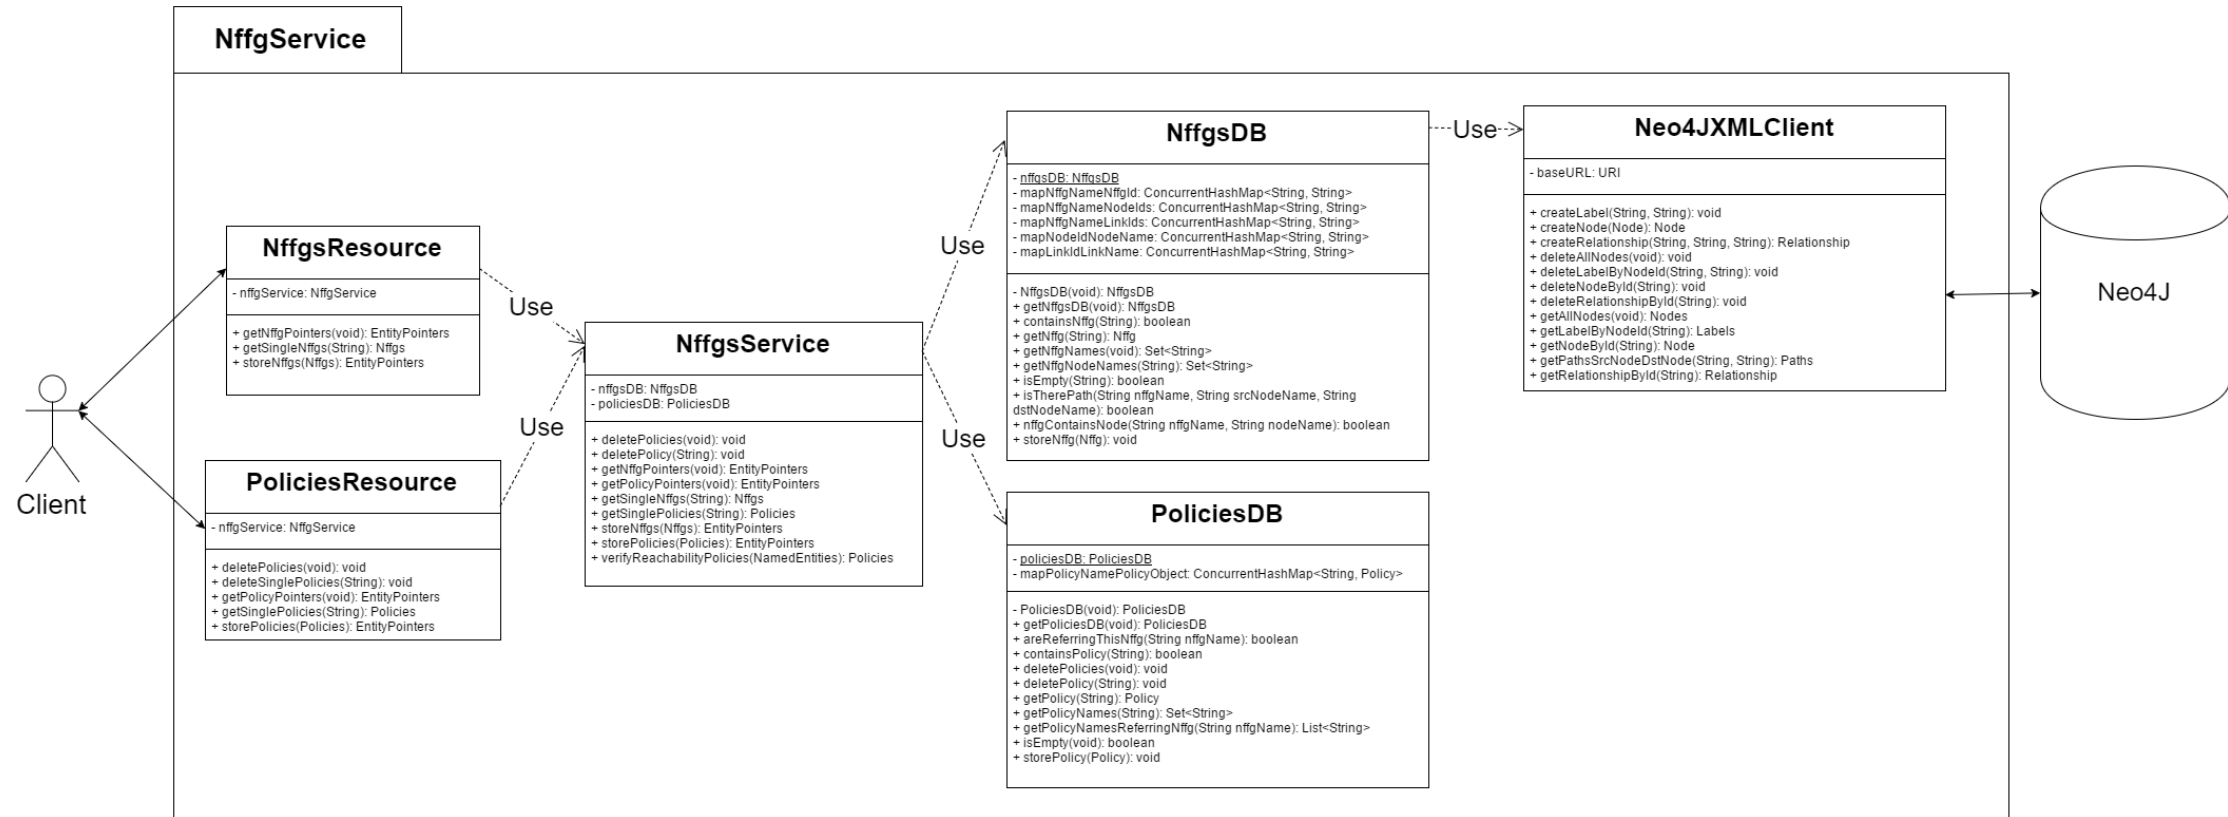 NffgService
Client
NffgsResource
- nffgService: NffgService
+ getNffgPointers(void): EntityPointers
+ getSingleNffgs(String): Nffgs
+ storeNffgs(Nffgs): EntityPointers
PoliciesResource
- nffgService: NffgService
+ deletePolicies(void): void
+ deleteSinglePolicies(String): void
+ getPolicyPointers(void): EntityPointers
+ getSinglePolicies(String): Policies
+ storePolicies(Policies): EntityPointers
Use
Use
NffgsService
- nffgsDB: NffgsDB
- policiesDB: PoliciesDB
+ deletePolicies(void): void
+ deletePolicy(String): void
+ getNffgPointers(void): EntityPointers
+ getPolicyPointers(void): EntityPointers
+ getSingleNffgs(String): Nffgs
+ getSinglePolicies(String): Policies
+ storeNffgs(Nffgs): EntityPointers
+ storePolicies(Policies): EntityPointers
+ verifyReachabilityPolicies(NamedEntities): Policies
Use
Use
NffgsDB
- nffgsDB: NffgsDB
- mapNffgNameNffgId: ConcurrentHashMap<String, String>
- mapNffgNameNodeIds: ConcurrentHashMap<String, String>
- mapNffgNameLinkIds: ConcurrentHashMap<String, String>
- mapNodeIdNodeName: ConcurrentHashMap<String, String>
- mapLinkIdLinkName: ConcurrentHashMap<String, String>
- NffgsDB(void): NffgsDB
+ getNffgsDB(void): NffgsDB
+ containsNffg(String): boolean
+ getNffg(String): Nffg
+ getNffgNames(void): Set<String>
+ getNffgNodeNames(String): Set<String>
+ isEmpty(String): boolean
+ isTherePath(String nffgName, String srcNodeName, String
dstNodeName): boolean
+ nffgContainsNode(String nffgName, String nodeName): boolean
+ storeNffg(Nffg): void
PoliciesDB
- policiesDB: PoliciesDB
- mapPolicyNamePolicyObject: ConcurrentHashMap<String, Policy>
- PoliciesDB(void): PoliciesDB
+ getPoliciesDB(void): PoliciesDB
+ areReferringThisNffg(String nffgName): boolean
+ containsPolicy(String): boolean
+ deletePolicies(void): void
+ deletePolicy(String): void
+ getPolicy(String): Policy
+ getPolicyNames(String): Set<String>
+ getPolicyNamesReferringNffg(String nffgName): List<String>
+ isEmpty(void): boolean
+ storePolicy(Policy): void
Use
Neo4JXMLClient
- baseURL: URI
+ createLabel(String, String): void
+ createNode(Node): Node
+ createRelationship(String, String, String): Relationship
+ deleteAllNodes(void): void
+ deleteLabelByNodeId(String, String): void
+ deleteNodeById(String): void
+ deleteRelationshipById(String): void
+ getAllNodes(void): Nodes
+ getLabelByNodeId(String): Labels
+ getNodeById(String): Node
+ getPathsSrcNodeDstNode(String, String): Paths
+ getRelationshipById(String): Relationship
Neo4J